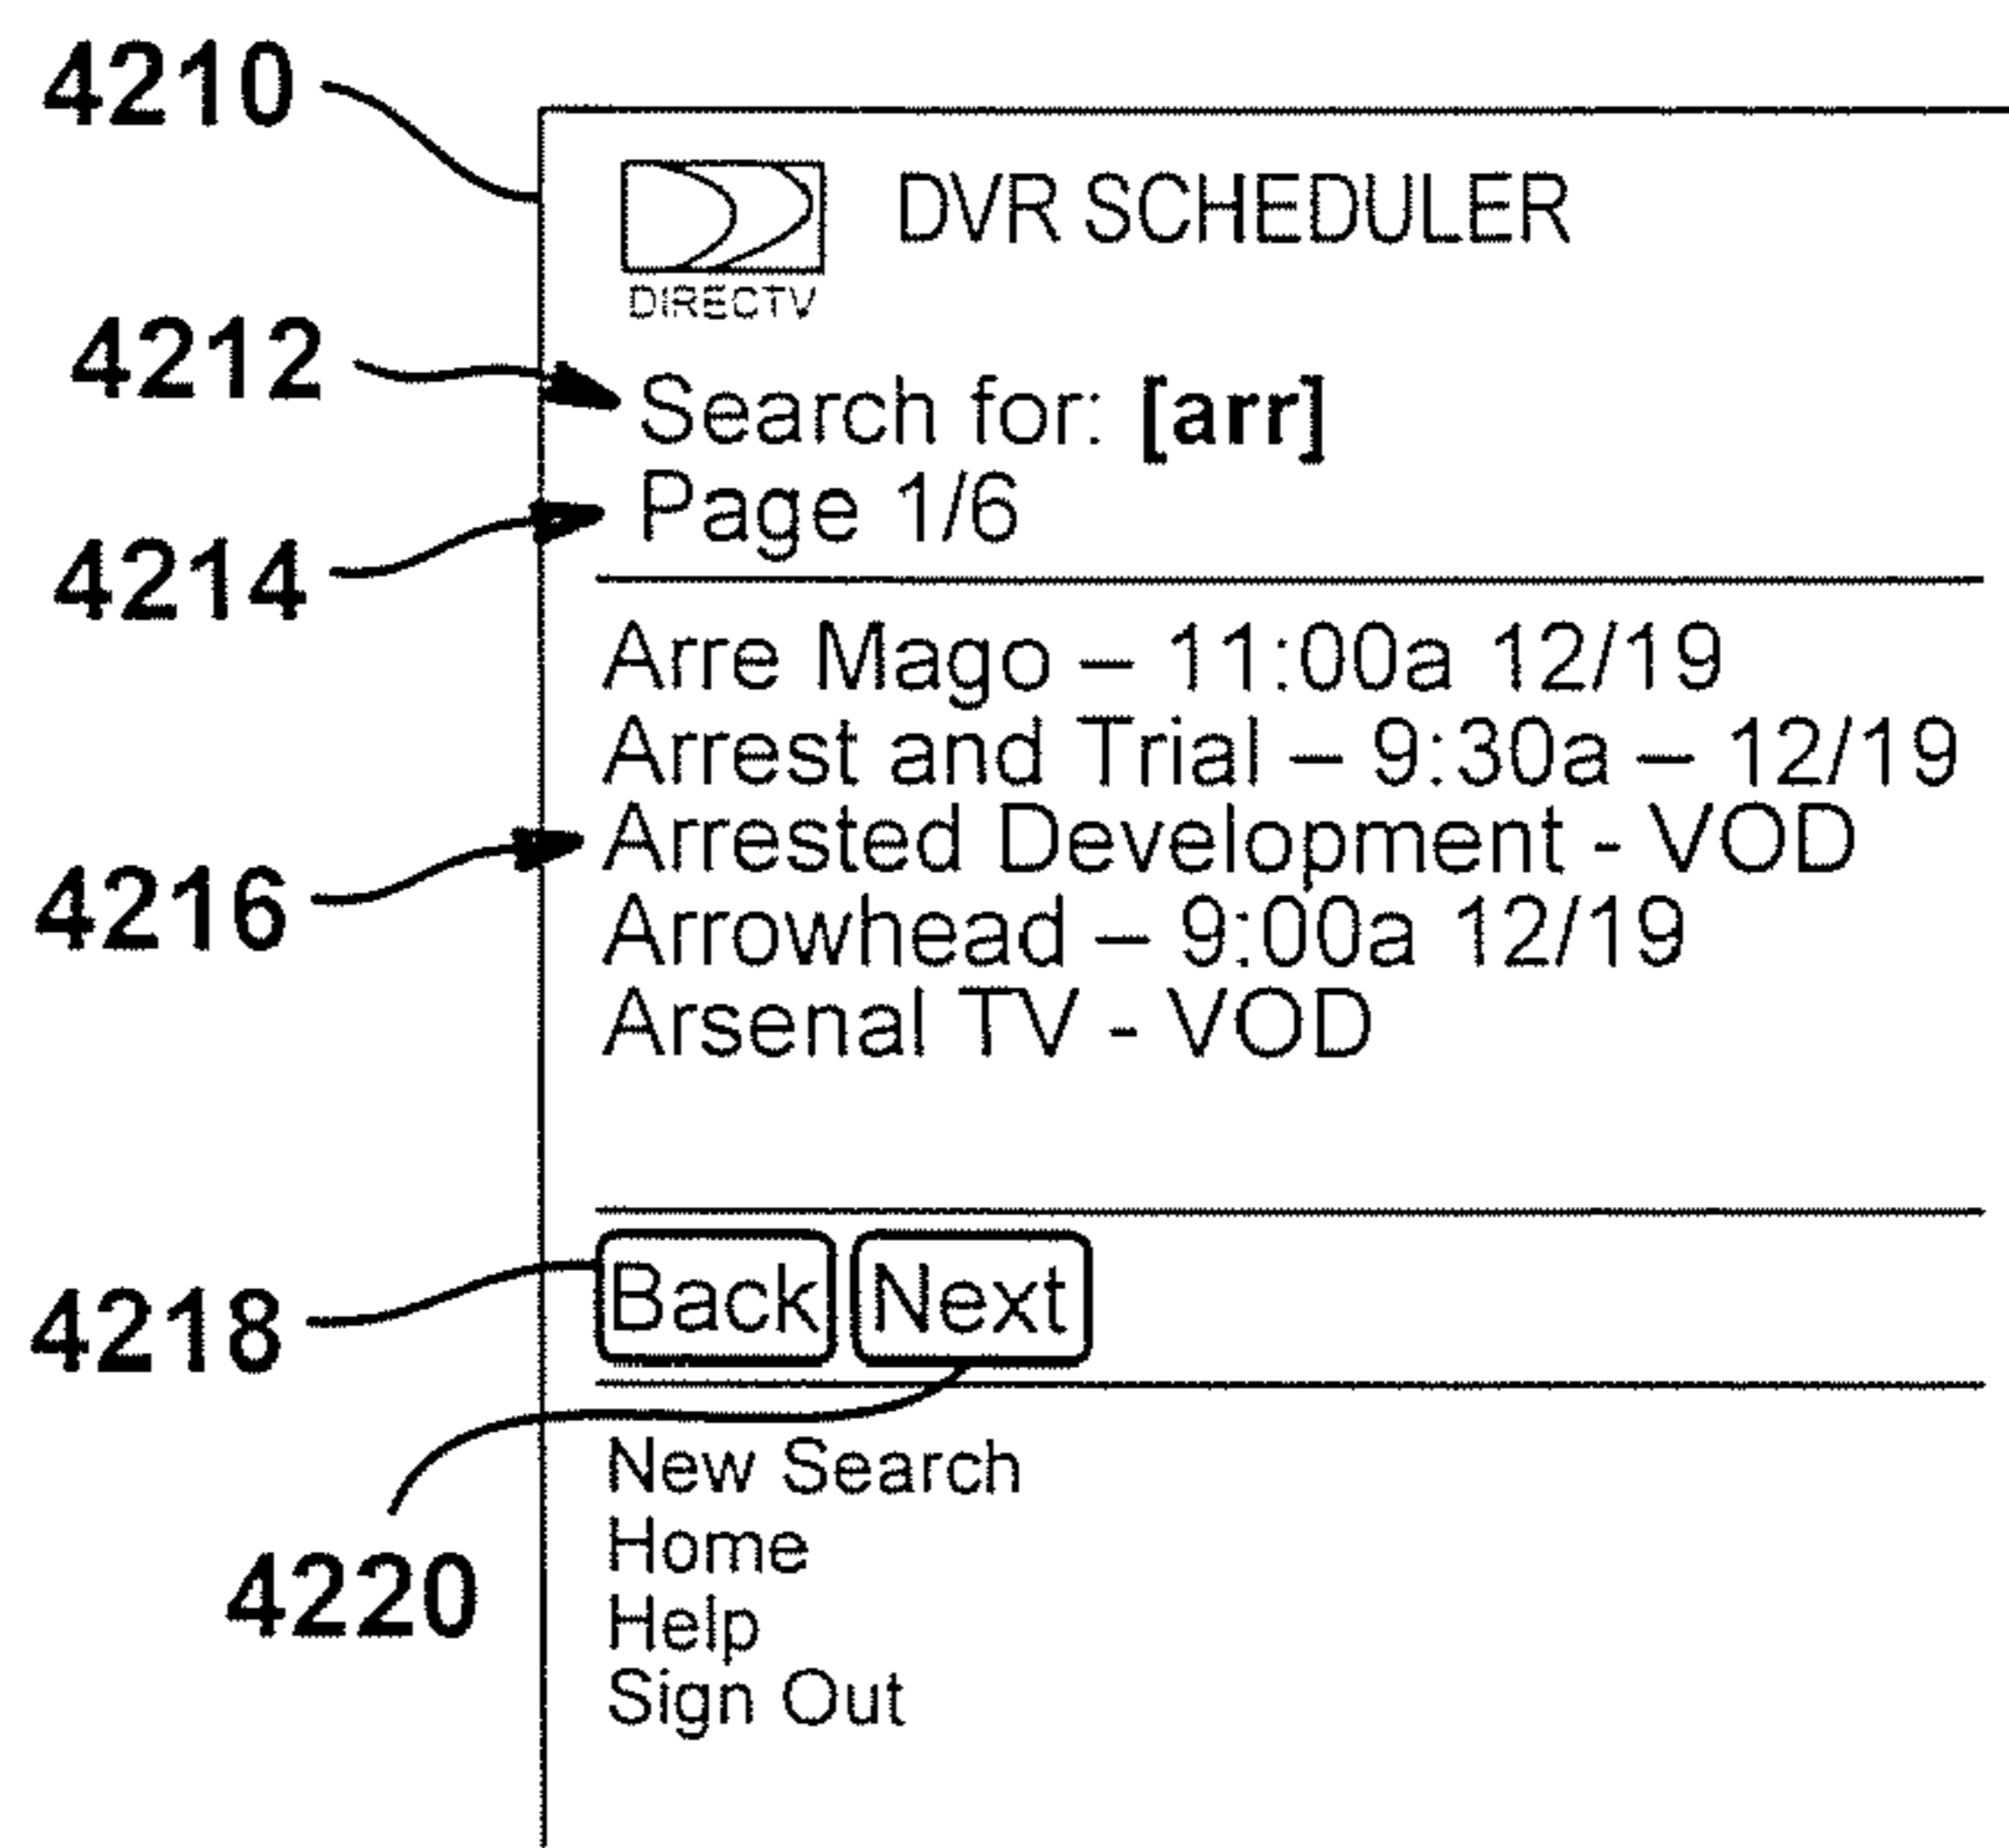 4210
DVR SCHEDULER
DIRECTV
4212
Search for: [arr]
4214
Page 1/6
Arre Mago – 11:00a 12/19
Arrest and Trial – 9:30a – 12/19
4216
Arrested Development - VOD
Arrowhead – 9:00a 12/19
Arsenal TV - VOD
4218
Back Next
4220
New Search
Home
Help
Sign Out